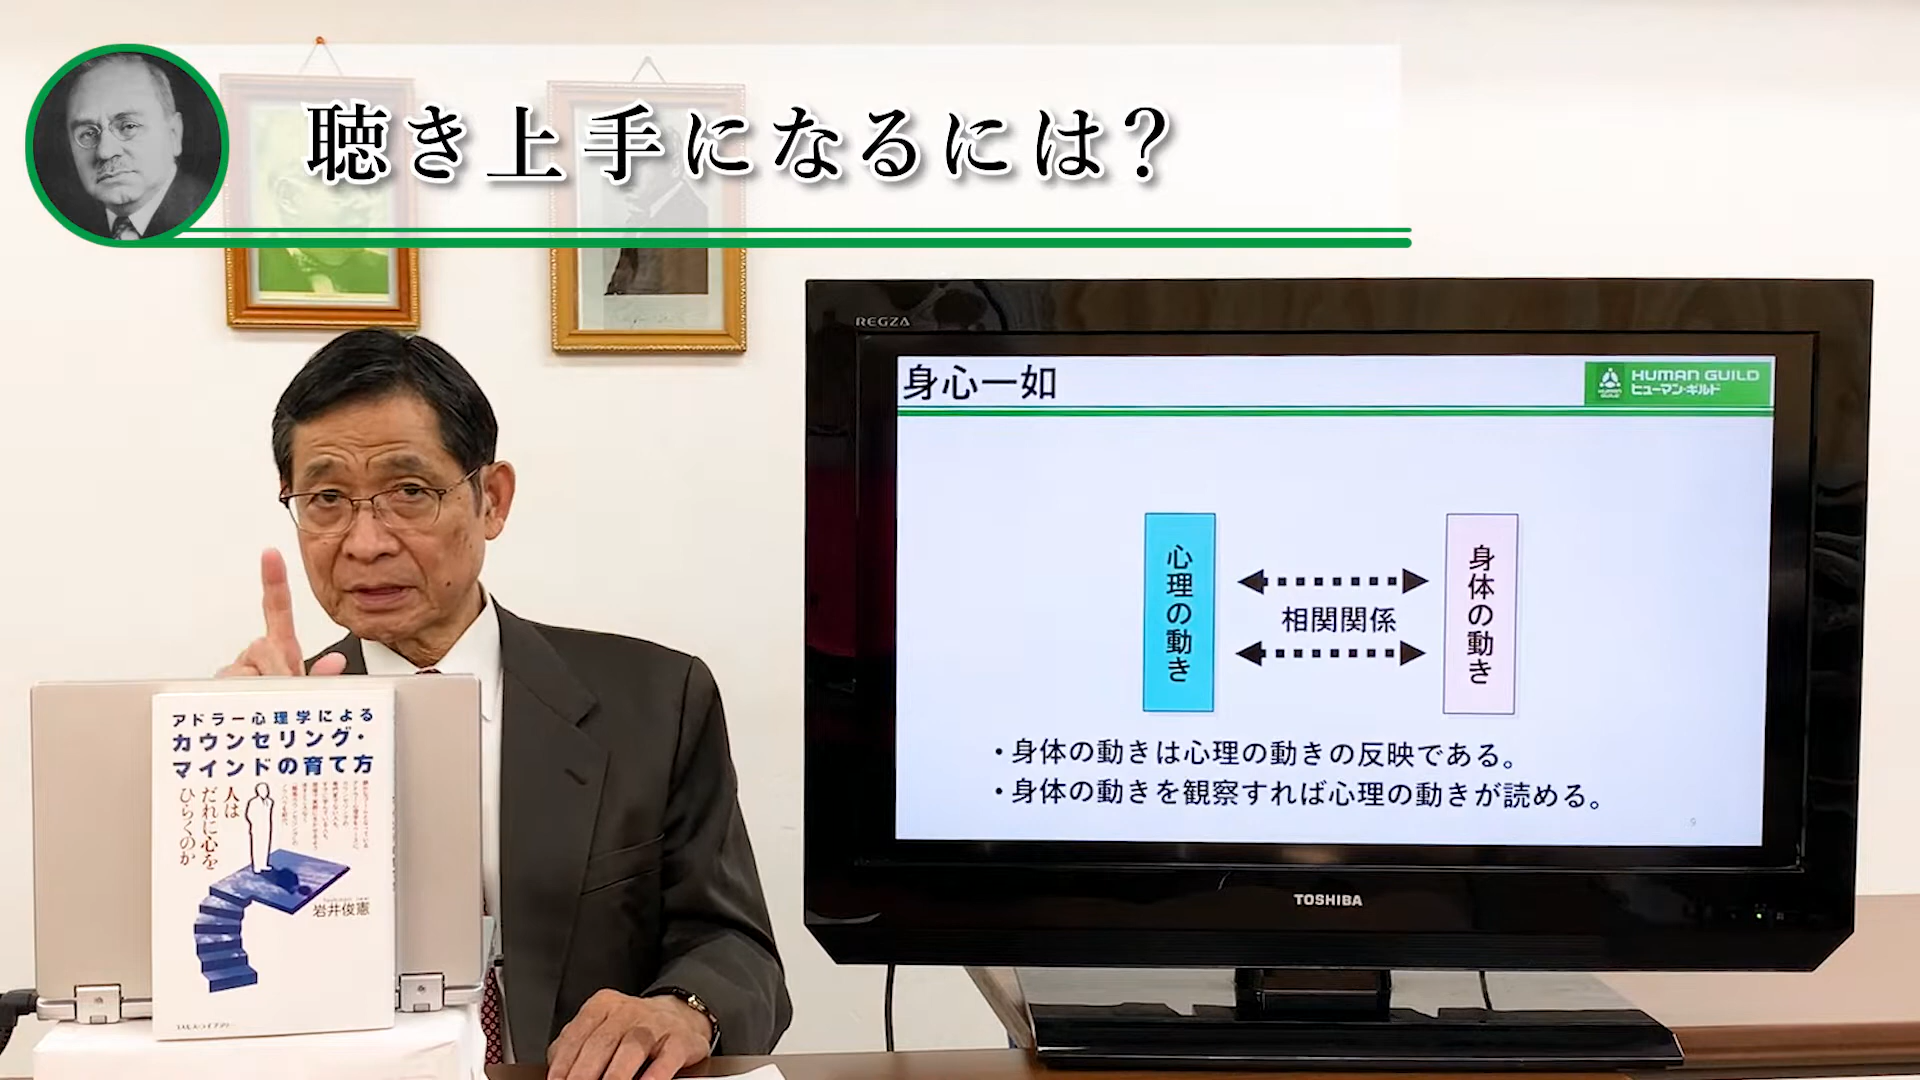 聴き上手になるには?
REGZA
身心一如
HUMAN GUILD
ヒューマン・ギルド
心理の動き
相関関係
身体の動き
・身体の動きは心理の動きの反映である。
・身体の動きを観察すれば心理の動きが読める。
9
TOSHIBA
アドラー心理学による
カウンセリング・
マインドの育て方
人は
だれに心を
ひらくのか
岩井俊憲